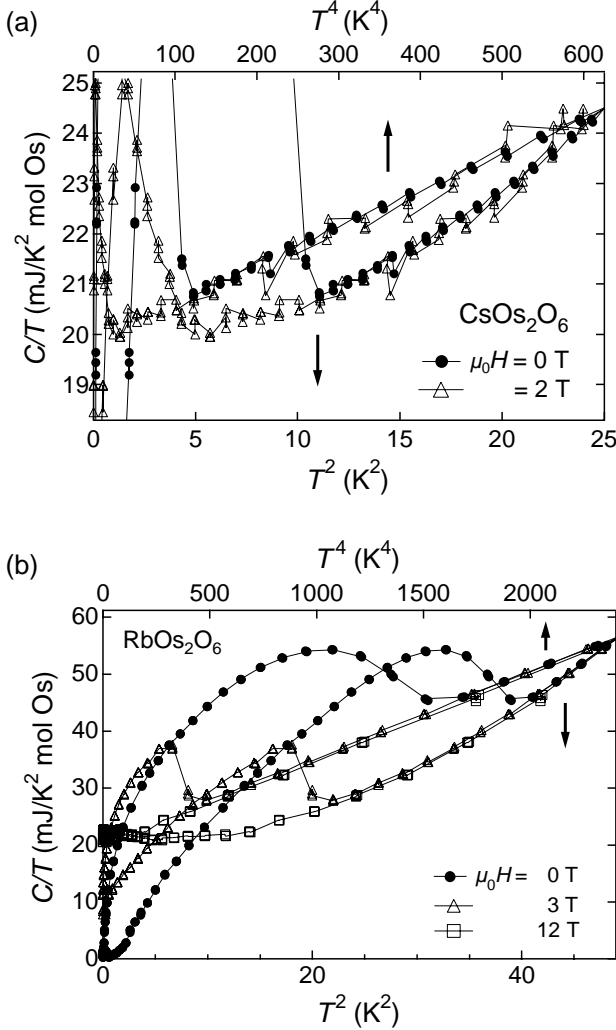 (a)
T⁴ (K⁴)
0 100 200 300 400 500 600
25
24
23
22
21
20
19
C/T (mJ/K² mol Os)
CsOs₂O₆
μ₀H = 0 T
= 2 T
0 5 10 15 20 25
T² (K²)
(b)
T⁴ (K⁴)
0 500 1000 1500 2000
60
50
40
30
20
10
0
C/T (mJ/K² mol Os)
RbOs₂O₆
μ₀H = 0 T
3 T
12 T
0 20 40
T² (K²)